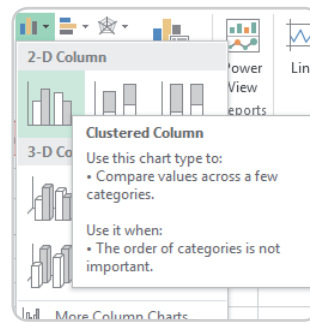 2-D Column
Power
View
Lin
eports
3-D Co
Clustered Column
Use this chart type to:
• Compare values across a few
categories.
Use it when:
• The order of categories is not
important.
More Column Charts